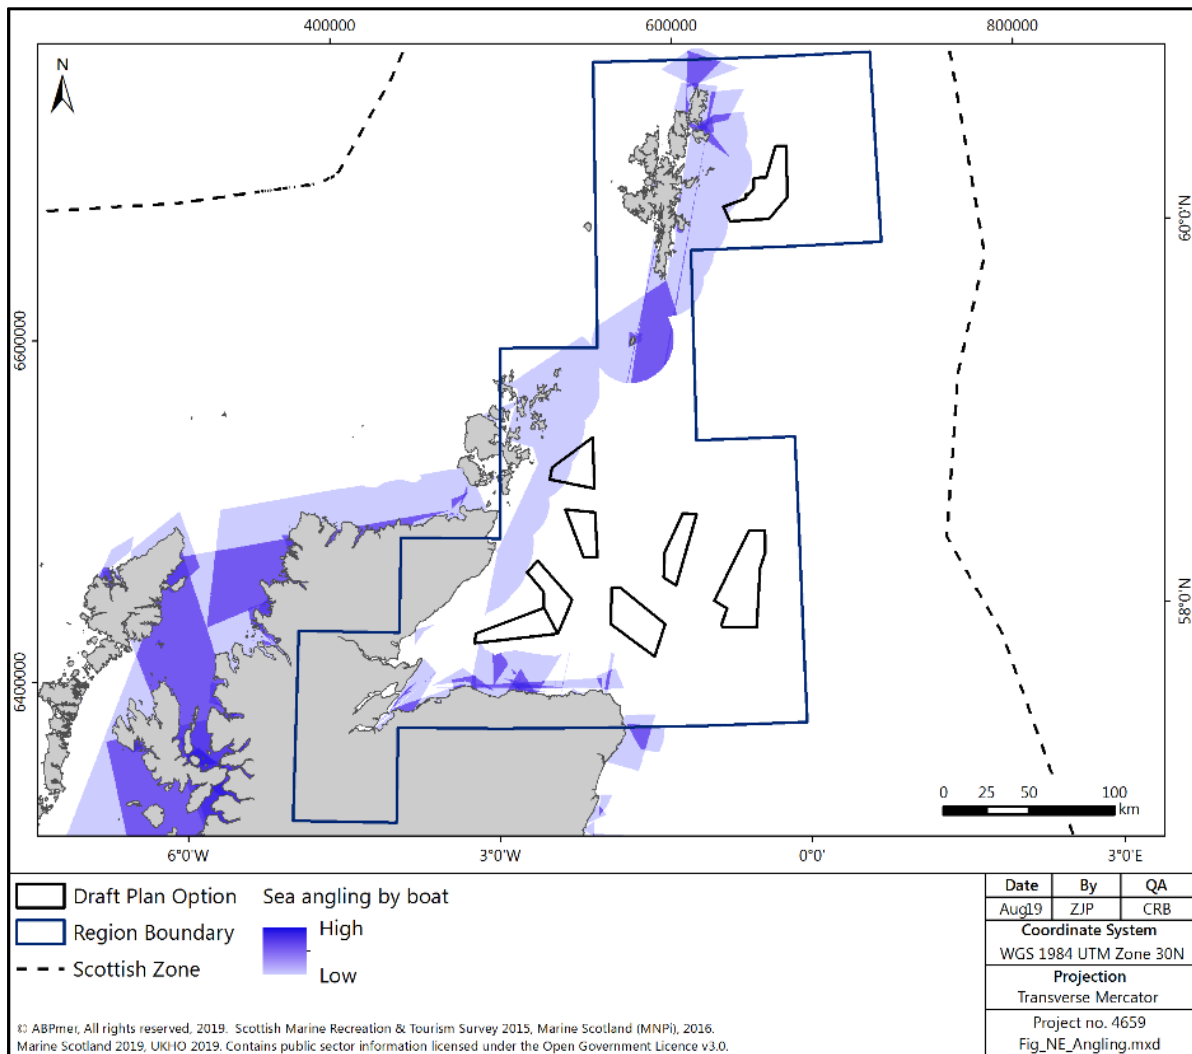 400000 600000 800000
N
60°0'N
6600000
58°0'N
6400000
0 25 50 100
km
6°0'W 3°0'W 0°0' 3°0'E
Draft Plan Option Sea angling by boat
Region Boundary High
Scottish Zone Low
Date By QA
Aug19 ZJP CRB
Coordinate System
WGS 1984 UTM Zone 30N
Projection
Transverse Mercator
Project no. 4659
Fig_NE_Angling.mxd
© ABPmer, All rights reserved, 2019. Scottish Marine Recreation & Tourism Survey 2015, Marine Scotland (MNPi), 2016.
Marine Scotland 2019, UKHO 2019. Contains public sector information licensed under the Open Government Licence v3.0.